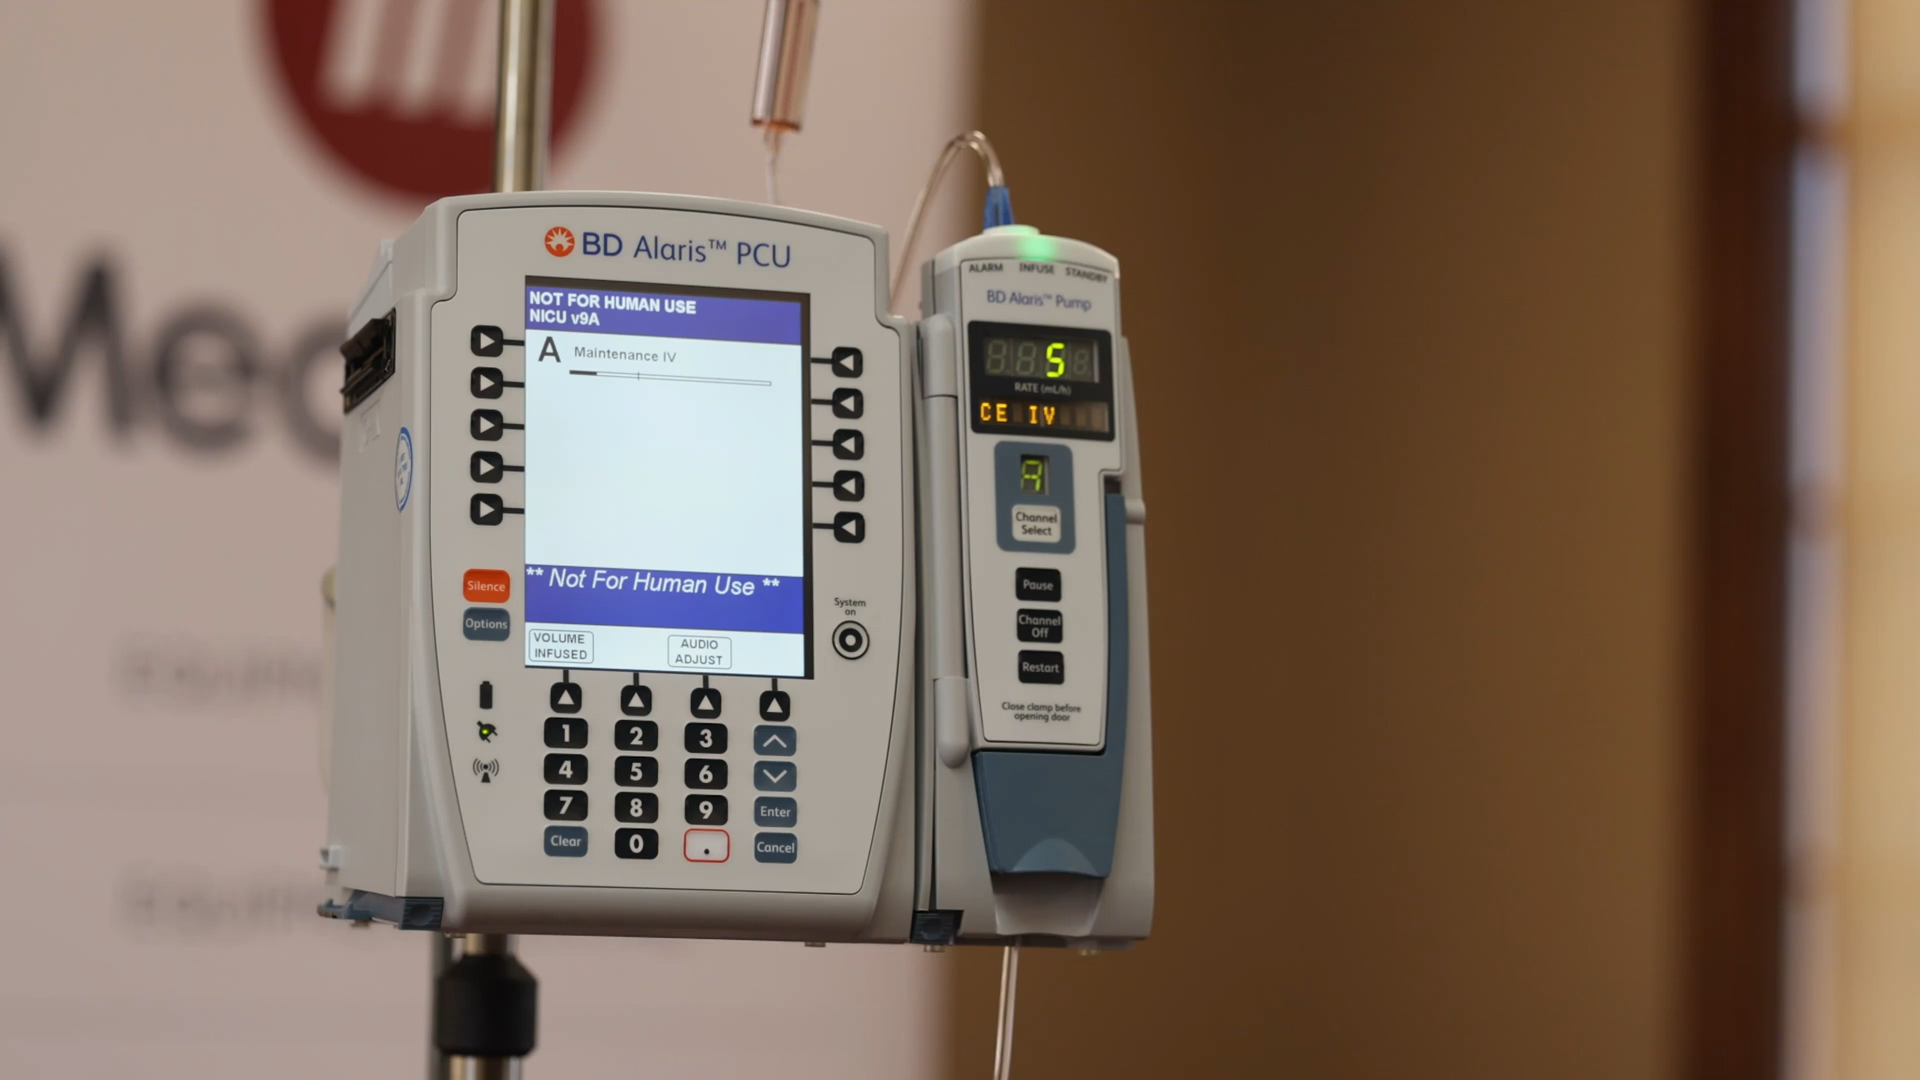 Med
BD Alaris™ PCU
NOT FOR HUMAN USE
NICU v9A
A Maintenance IV
** Not For Human Use **
VOLUME
INFUSED
AUDIO
ADJUST
Silence
Options
System
on
1 2 3
4 5 6
7 8 9
Enter
Clear 0 . Cancel
ALARM INFUSE STANDBY
BD Alaris™ Pump
5
RATE (mL/h)
CE IV
A
Channel
Select
Pause
Channel
Off
Restart
Close clamp before
opening door